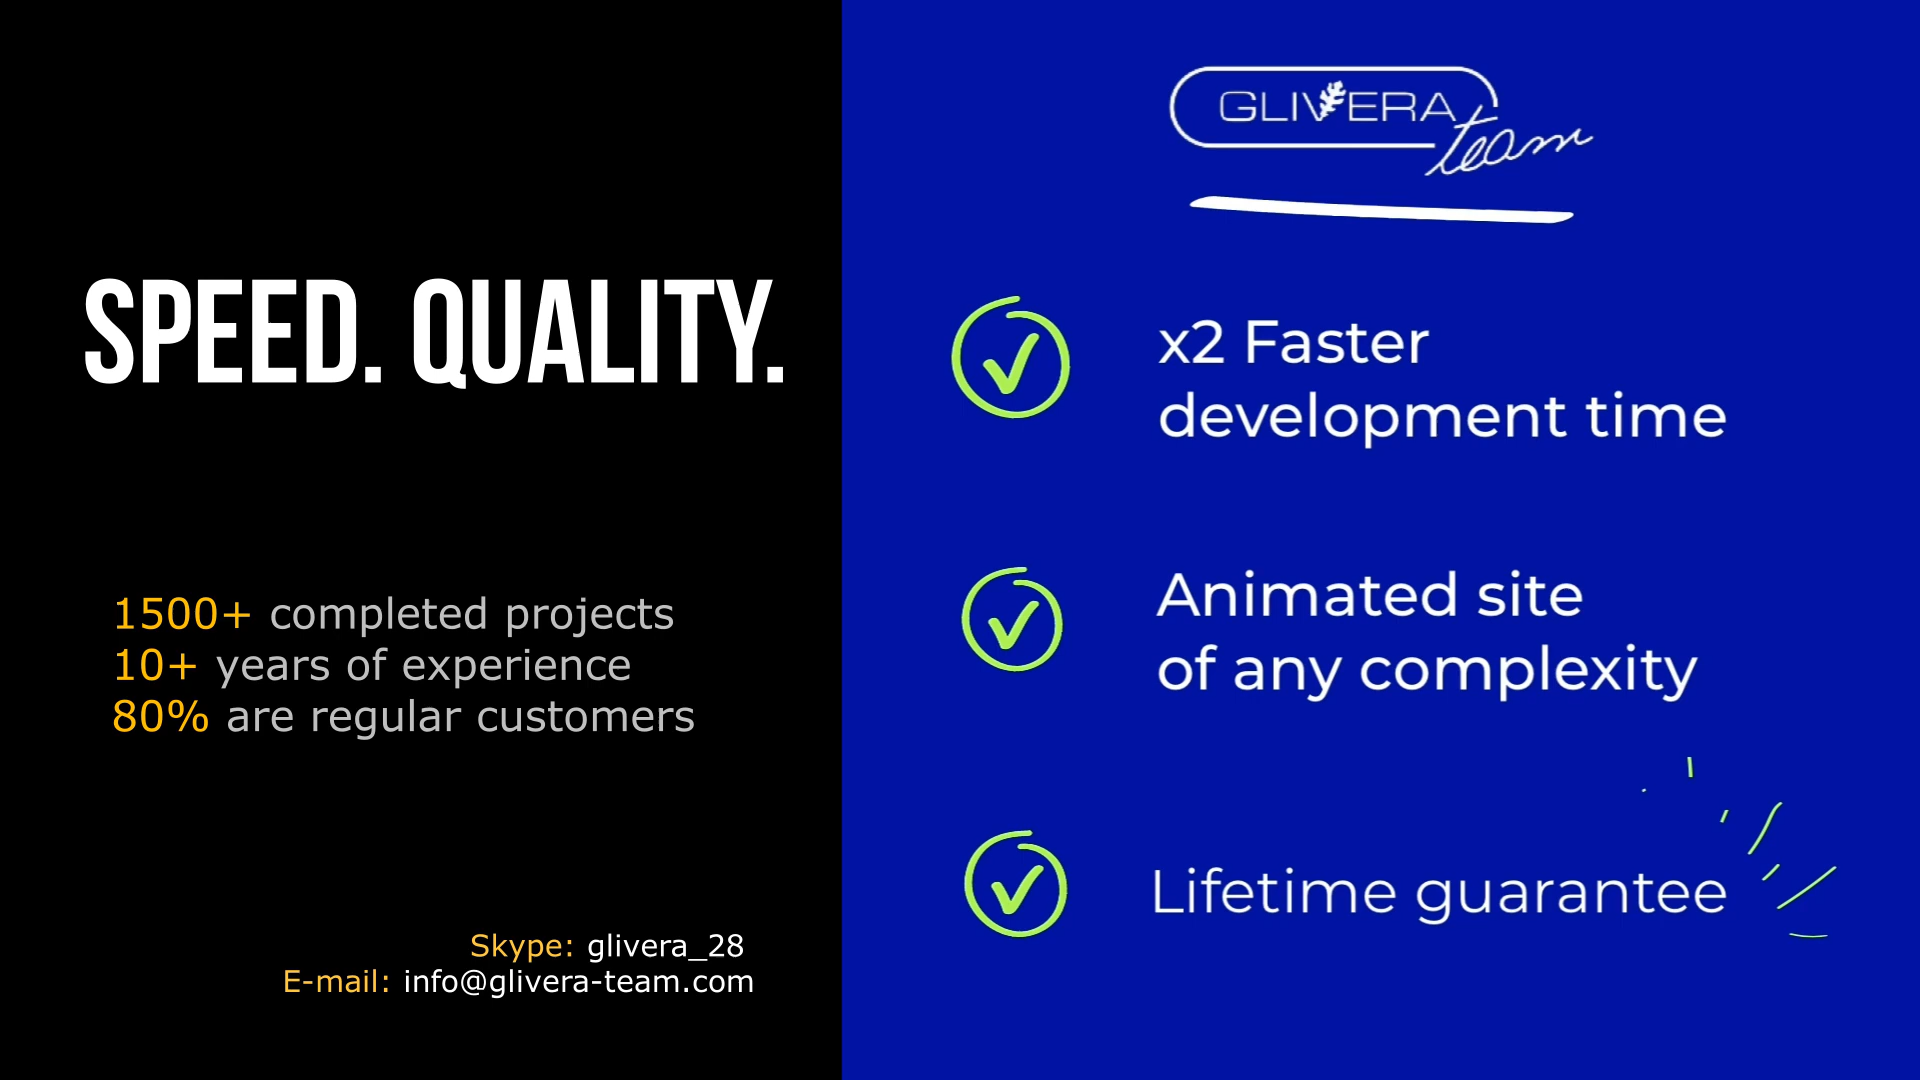 SPEED. QUALITY.
1500+ completed projects
10+ years of experience
80% are regular customers
Skype: glivera_28
E-mail: info@glivera-team.com
GLIVERA
team
x2 Faster
development time
Animated site
of any complexity
Lifetime guarantee